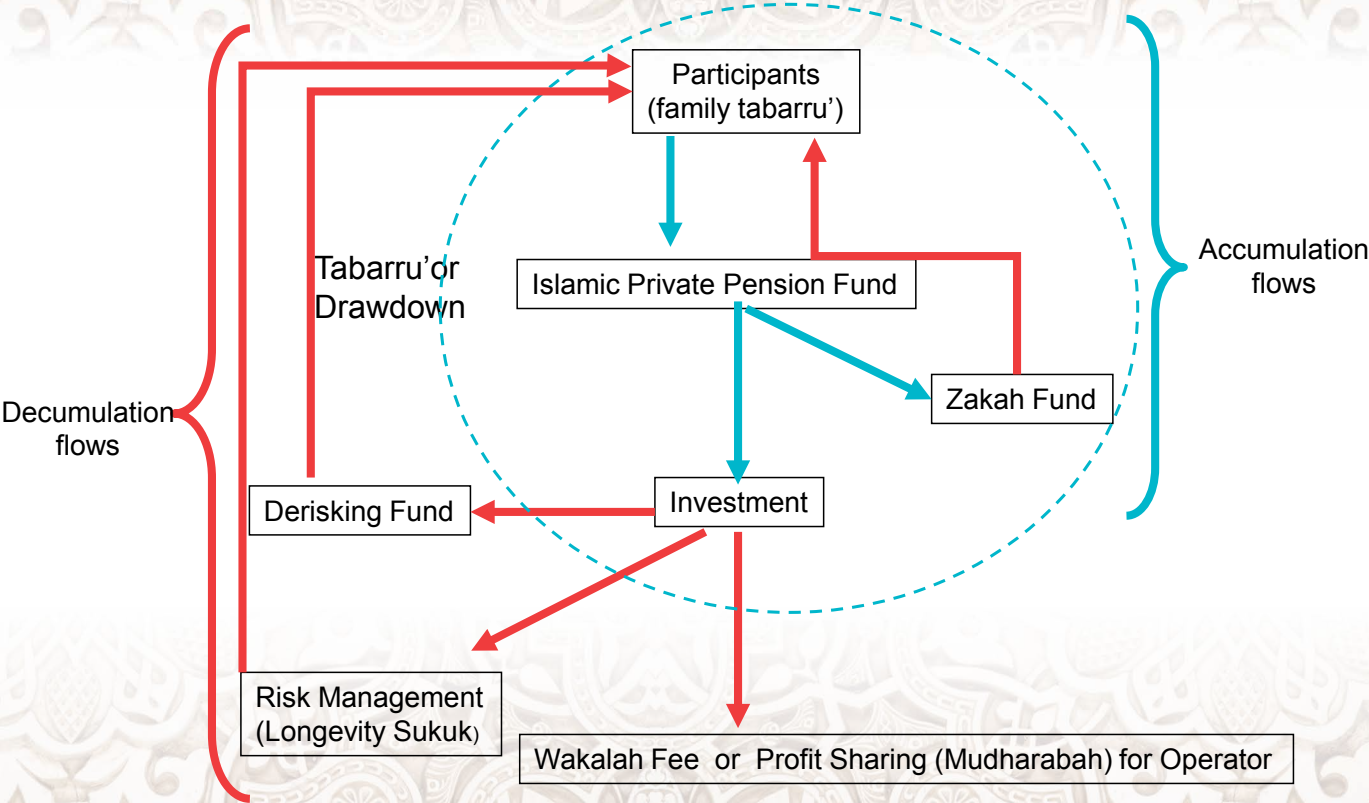 Participants
(family tabarru’)
Accumulation
flows
Tabarru’or
Drawdown
Islamic Private Pension Fund
Zakah Fund
Decumulation
flows
Derisking Fund
Investment
Risk Management
(Longevity Sukuk)
Wakalah Fee or Profit Sharing (Mudharabah) for Operator